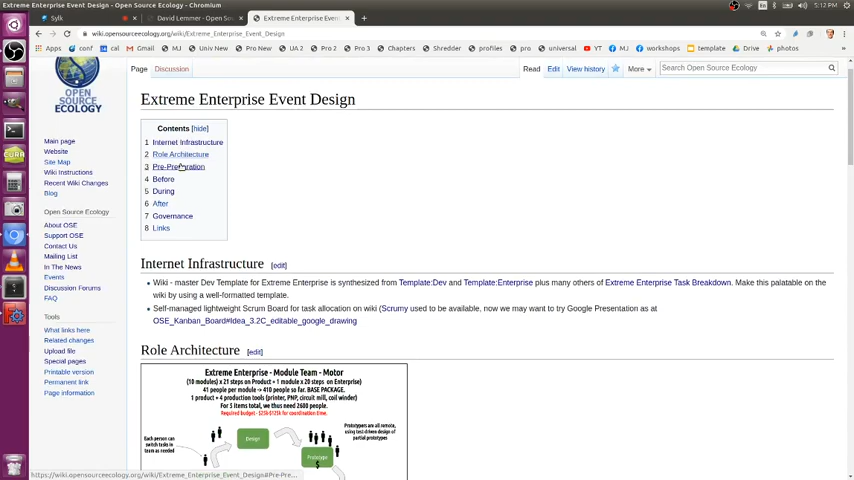 Extreme Enterprise Event Design - Chromium
5:12 PM
Sylk
David Lemmer - Open So
Extreme Enterprise Event
wiki.opensourceecology.org/wiki/Extreme_Enterprise_Event_Design
Apps
conf
cal
Gmail
MJ
Univ New
Pro New
UA 2
Pro 2
Pro 3
Chapters
Shredder
profiles
pro
universal
YT
MJ
workshops
template
Drive
photos
OPEN
SOURCE
ECOLOGY
Main page
Website
Site Map
Wiki Instructions
Recent Wiki Changes
Blog
Open Source Ecology
About OSE
Support OSE
Contact Us
Mailing List
In The News
Events
Discussion Forums
FAQ
Tools
What links here
Related changes
Upload file
Special pages
Printable version
Permanent link
Page information
Page
Discussion
Read
Edit
View history
More
Search Open Source Ecology
Extreme Enterprise Event Design
Contents [hide]
1 Internet Infrastructure
2 Role Architecture
3 Pre-Preparation
4 Before
5 During
6 After
7 Governance
8 Links
Internet Infrastructure [edit]
Wiki - master Dev Template for Extreme Enterprise is synthesized from Template:Dev and Template:Enterprise plus many others of Extreme Enterprise Task Breakdown. Make this palatable on the
wiki by using a well-formatted template.
Self-managed lightweight Scrum Board for task allocation on wiki (Scrumy used to be available, now we may want to try Google Presentation as at
OSE_Kanban_Board#Idea_3.2C_editable_google_drawing
Role Architecture [edit]
Extreme Enterprise - Module Team - Motor
(10 modules) x 21 steps on Product + 1 module x 20 steps on Enterprise)
41 people per module -> 410 people so far. BASE PACKAGE.
1 product + 4 production tools (printer, PNP, circuit mill, coil winder)
For 5 items total, we thus need 2600 people.
Required budget - $25k-$125k for coordination time.
Each person
can switch tasks in
team as needed
Design
Prototype
$
Prototypes are all remote,
using test driven design of
partial prototypes
https://wiki.opensourceecology.org/wiki/Extreme_Enterprise_Event_Design#Pre-Pre...